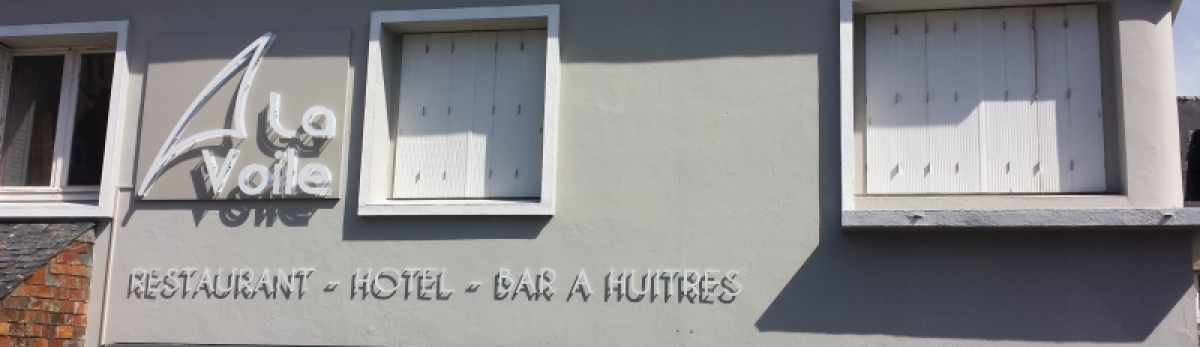 La
Voile
RESTAURANT - HOTEL - BAR A HUITRES